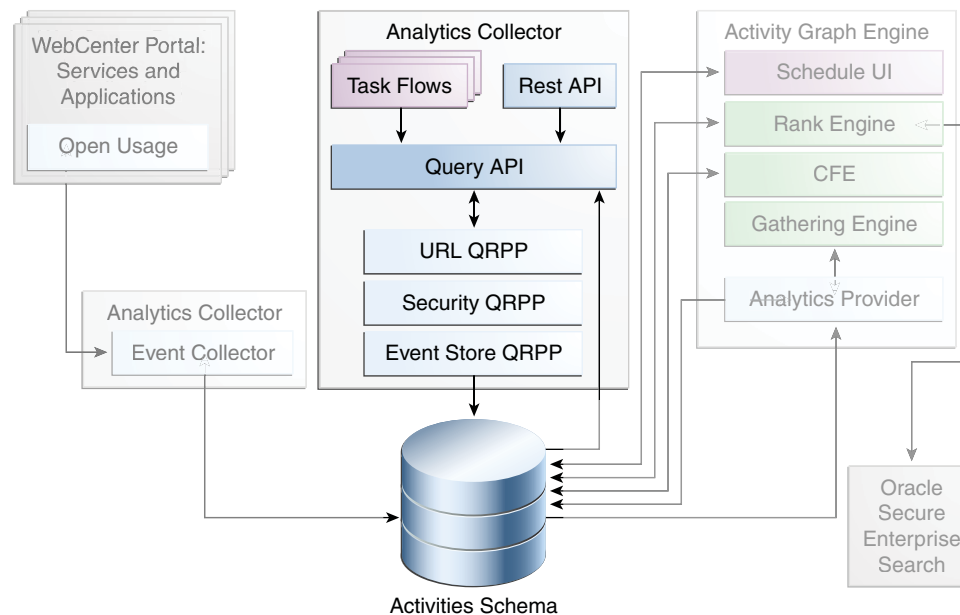 WebCenter Portal:
Services and
Applications
Open Usage
Analytics Collector
Event Collector
Analytics Collector
Task Flows
Rest API
Query API
URL QRPP
Security QRPP
Event Store QRPP
Activities Schema
Activity Graph Engine
Schedule UI
Rank Engine
CFE
Gathering Engine
Analytics Provider
Oracle
Secure
Enterprise
Search